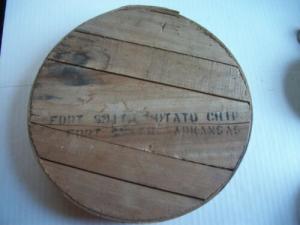 FORT SMITH POTATO CHIP
FORT SMITH, ARKANSAS